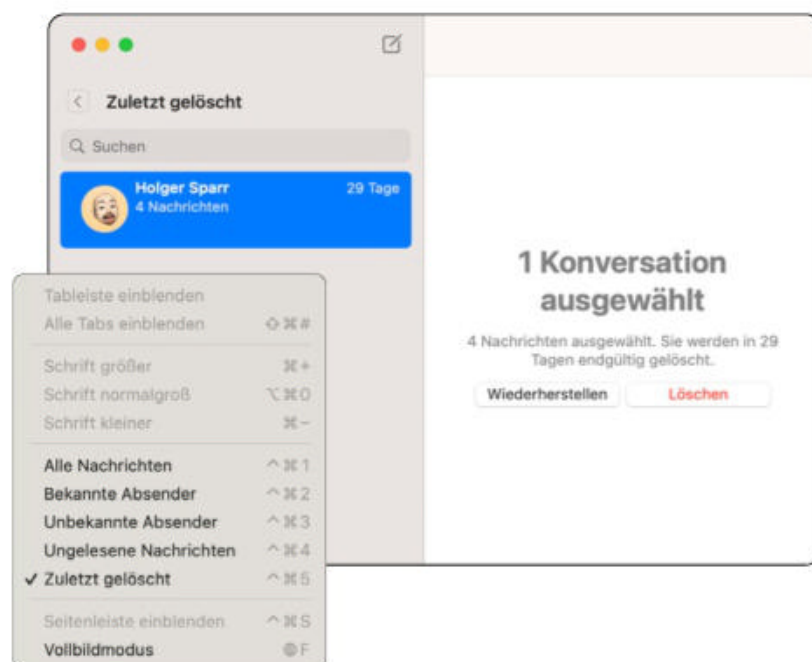 Zuletzt gelöscht
Suchen
Holger Sparr 29 Tage
4 Nachrichten
1 Konversation
ausgewählt
4 Nachrichten ausgewählt. Sie werden in 29
Tagen endgültig gelöscht.
Wiederherstellen Löschen
Tableiste einblenden
Alle Tabs einblenden ⇧⌘#
Schrift größer ⌘+
Schrift normalgroß ⌥⌘0
Schrift kleiner ⌘−
Alle Nachrichten ^⌘1
Bekannte Absender ^⌘2
Unbekannte Absender ^⌘3
Ungelesene Nachrichten ^⌘4
✓ Zuletzt gelöscht ^⌘5
Seitenleiste einblenden ^⌘S
Vollbildmodus 🌐F